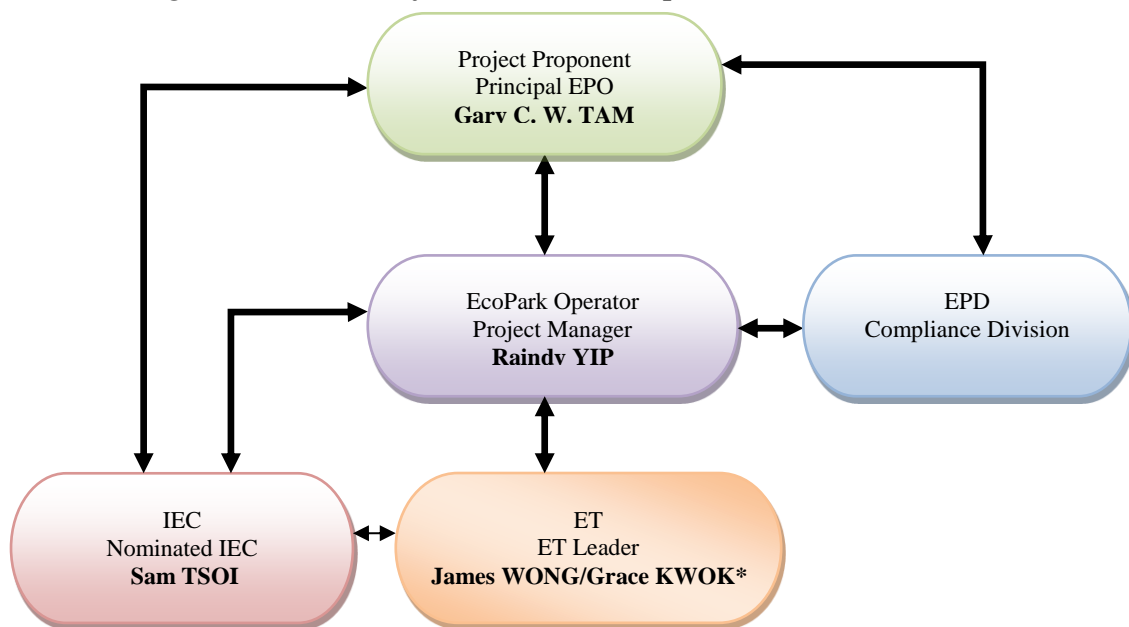 Project Proponent
Principal EPO
Garv C. W. TAM
EcoPark Operator
Project Manager
Raindv YIP
EPD
Compliance Division
IEC
Nominated IEC
Sam TSOI
ET
ET Leader
James WONG/Grace KWOK*